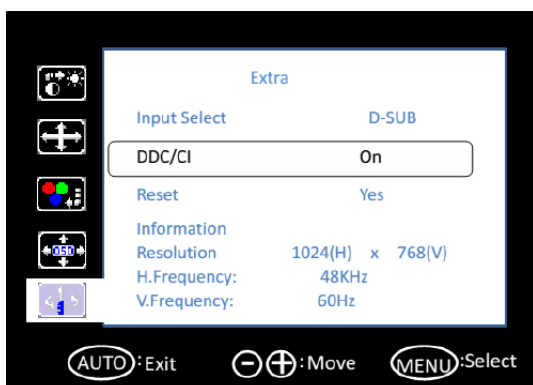 Extra
Input Select D-SUB
DDC/CI On
Reset Yes
Information
Resolution 1024(H) x 768(V)
H.Frequency: 48KHz
V.Frequency: 60Hz
OSD
AUTO:Exit - + :Move MENU:Select